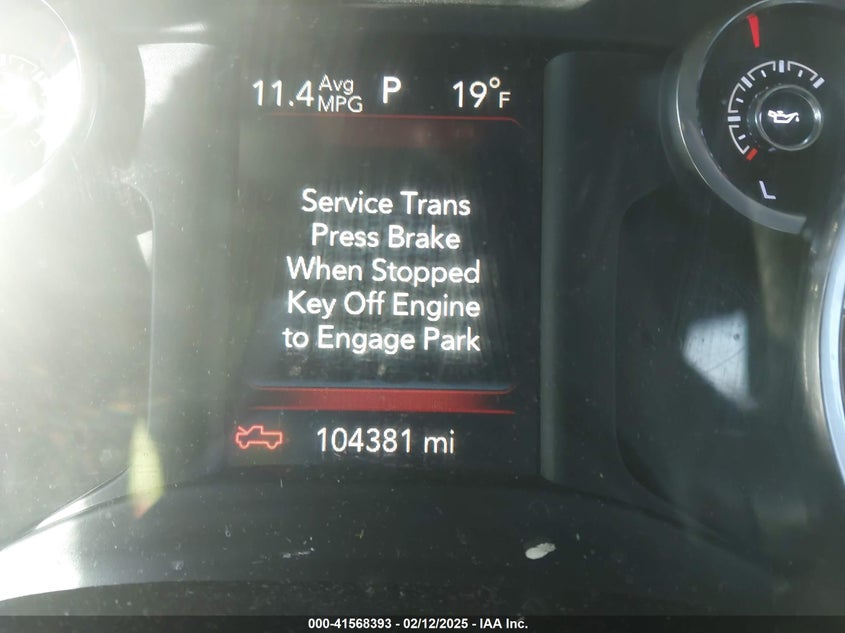 11.4 Avg MPG P 19°F
Service Trans
Press Brake
When Stopped
Key Off Engine
to Engage Park
104381 mi
L
000-41568393 - 02/12/2025 - IAA Inc.